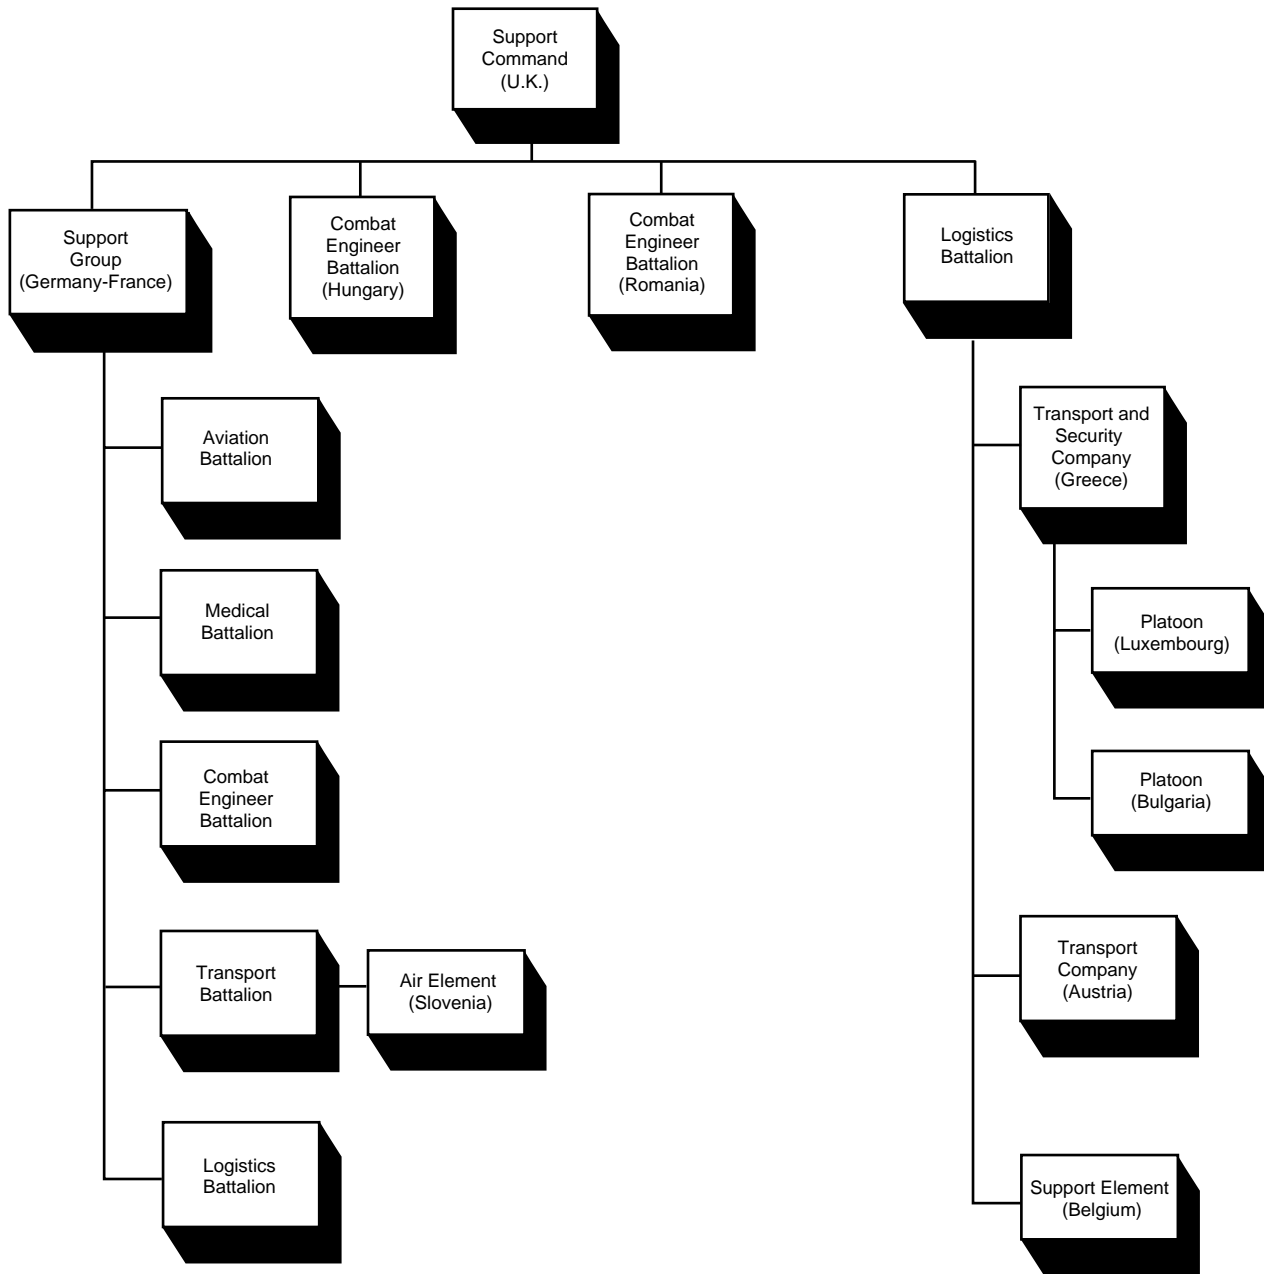 Support
Command
(U.K.)
Support
Group
(Germany-France)
Combat
Engineer
Battalion
(Hungary)
Combat
Engineer
Battalion
(Romania)
Logistics
Battalion
Aviation
Battalion
Medical
Battalion
Combat
Engineer
Battalion
Transport
Battalion
Air Element
(Slovenia)
Logistics
Battalion
Transport and
Security
Company
(Greece)
Platoon
(Luxembourg)
Platoon
(Bulgaria)
Transport
Company
(Austria)
Support Element
(Belgium)